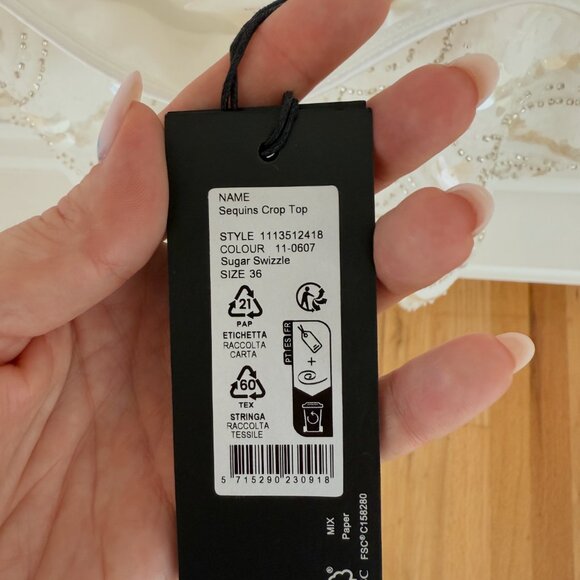 NAME
Sequins Crop Top
STYLE 1113512418
COLOUR 11-0607
Sugar Swizzle
SIZE 36
21
PAP
ETICHETTA
RACCOLTA
CARTA
PT|ES|FR
+
@
60
TEX
STRINGA
RACCOLTA
TESSILE
5 715290 230918
MIX
Paper
FSC® C158280